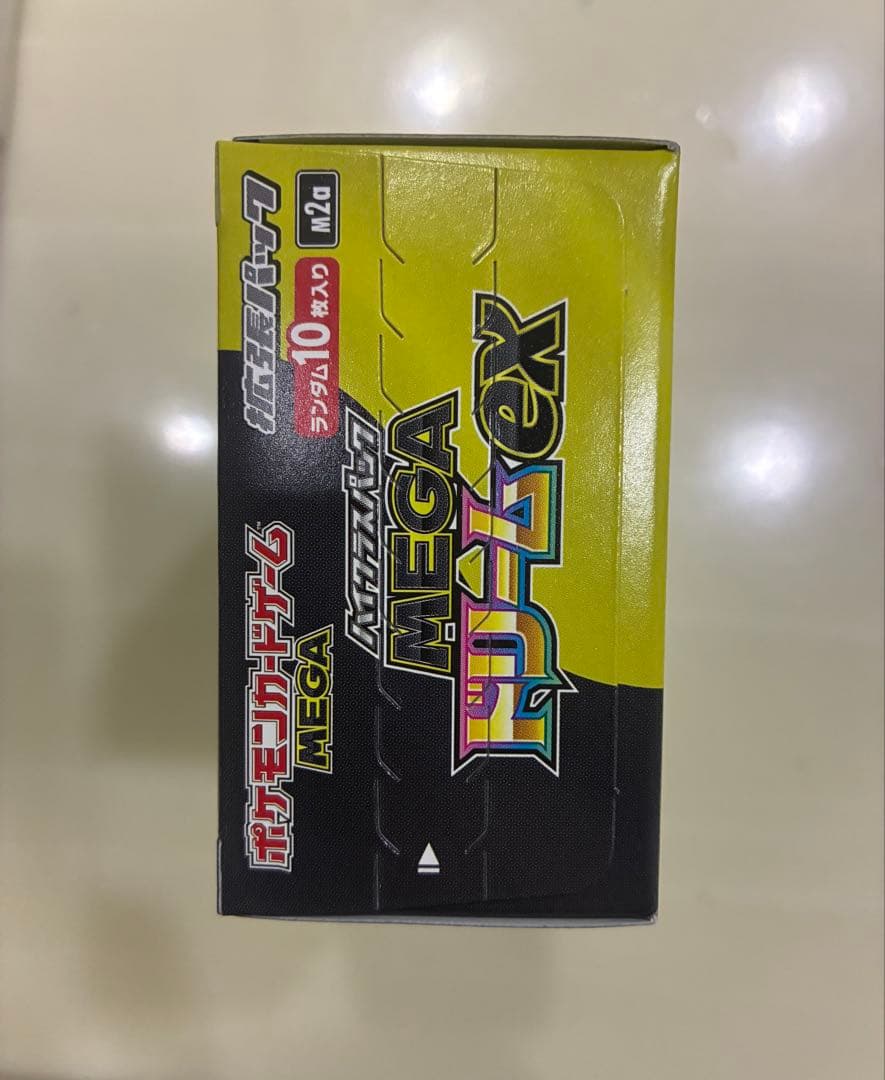 ポケモンカードゲーム™
MEGA
拡張パック
ランダム10枚入り
M2a
ハイクラスパック
MEGA
ドリームex